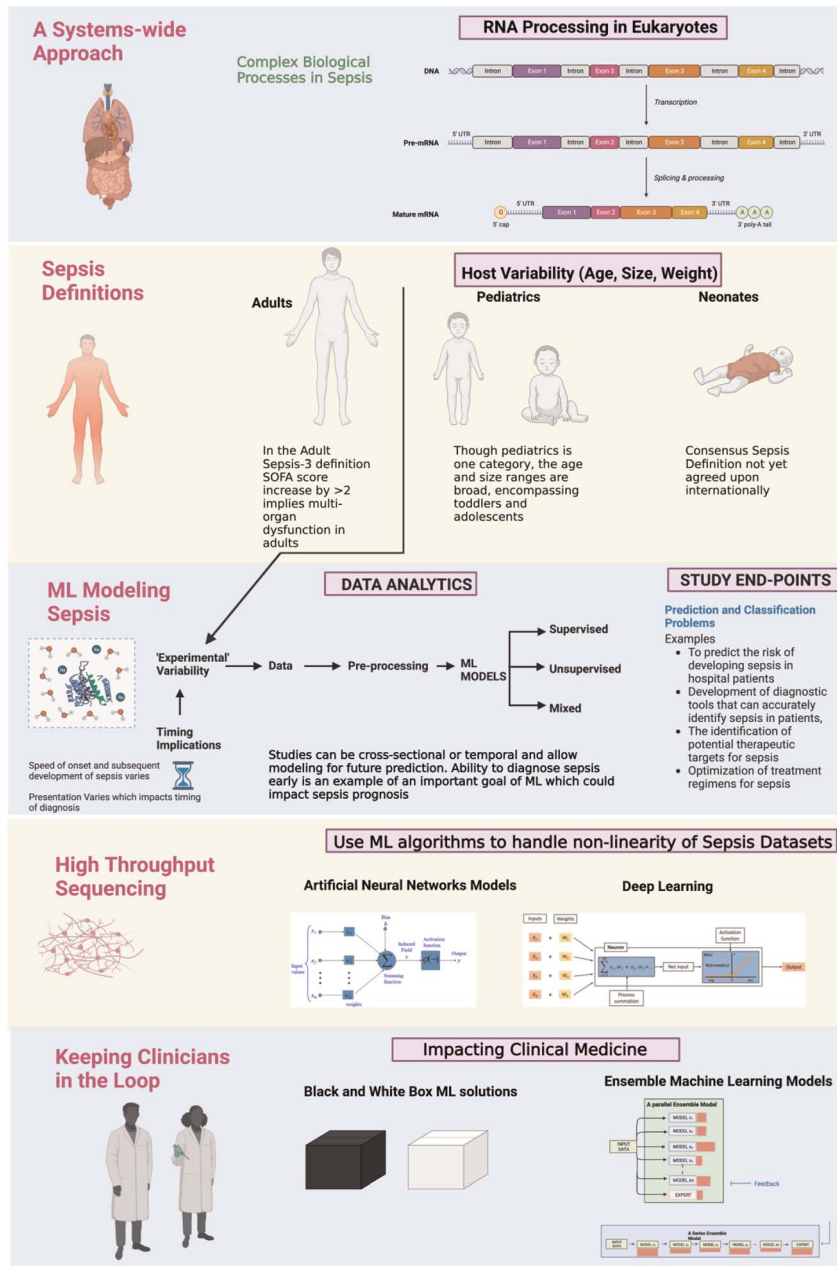 A Systems-wide
Approach
RNA Processing in Eukaryotes
Complex Biological
Processes in Sepsis
DNA
Intron
Exon 1
Intron
Exon 2
Intron
Exon 3
Intron
Exon 4
Intron
Transcription
5' UTR
3' UTR
Pre-mRNA
Intron
Exon 1
Intron
Exon 2
Intron
Exon 3
Intron
Exon 4
Intron
Splicing & processing
5' UTR
3' UTR
Mature mRNA
G
Exon 1
Exon 2
Exon 3
Exon 4
A A A
5' cap
3' poly-A tail
Sepsis
Definitions
Host Variability (Age, Size, Weight)
Adults
Pediatrics
Neonates
In the Adult
Sepsis-3 definition
SOFA score
increase by >2
implies multi-
organ
dysfunction in
adults
Though pediatrics is
one category, the age
and size ranges are
broad, encompassing
toddlers and
adolescents
Consensus Sepsis
Definition not yet
agreed upon
internationally
ML Modeling
Sepsis
DATA ANALYTICS
STUDY END-POINTS
'Experimental'
Variability
Data
Pre-processing
ML
MODELS
Supervised
Unsupervised
Mixed
Timing
Implications
Speed of onset and subsequent
development of sepsis varies
Presentation Varies which impacts timing
of diagnosis
Studies can be cross-sectional or temporal and allow
modeling for future prediction. Ability to diagnose sepsis
early is an example of an important goal of ML which could
impact sepsis prognosis
Prediction and Classification
Problems
Examples
• To predict the risk of
developing sepsis in
hospital patients
• Development of diagnostic
tools that can accurately
identify sepsis in patients,
• The identification of
potential therapeutic
targets for sepsis
• Optimization of treatment
regimens for sepsis
High Throughput
Sequencing
Use ML algorithms to handle non-linearity of Sepsis Datasets
Artificial Neural Networks Models
Deep Learning
Bias
Input
values
Induced
Field
Activation
function
Output
y
Summing
function
weights
Inputs
Weights
Neuron
Activation
function
Net input
Output
Process
summation
Keeping Clinicians
in the Loop
Impacting Clinical Medicine
Black and White Box ML solutions
Ensemble Machine Learning Models
A parallel Ensemble Model
INPUT
DATA
EXPERT
Feedback
A Series Ensemble
Model
INPUT
DATA
EXPERT